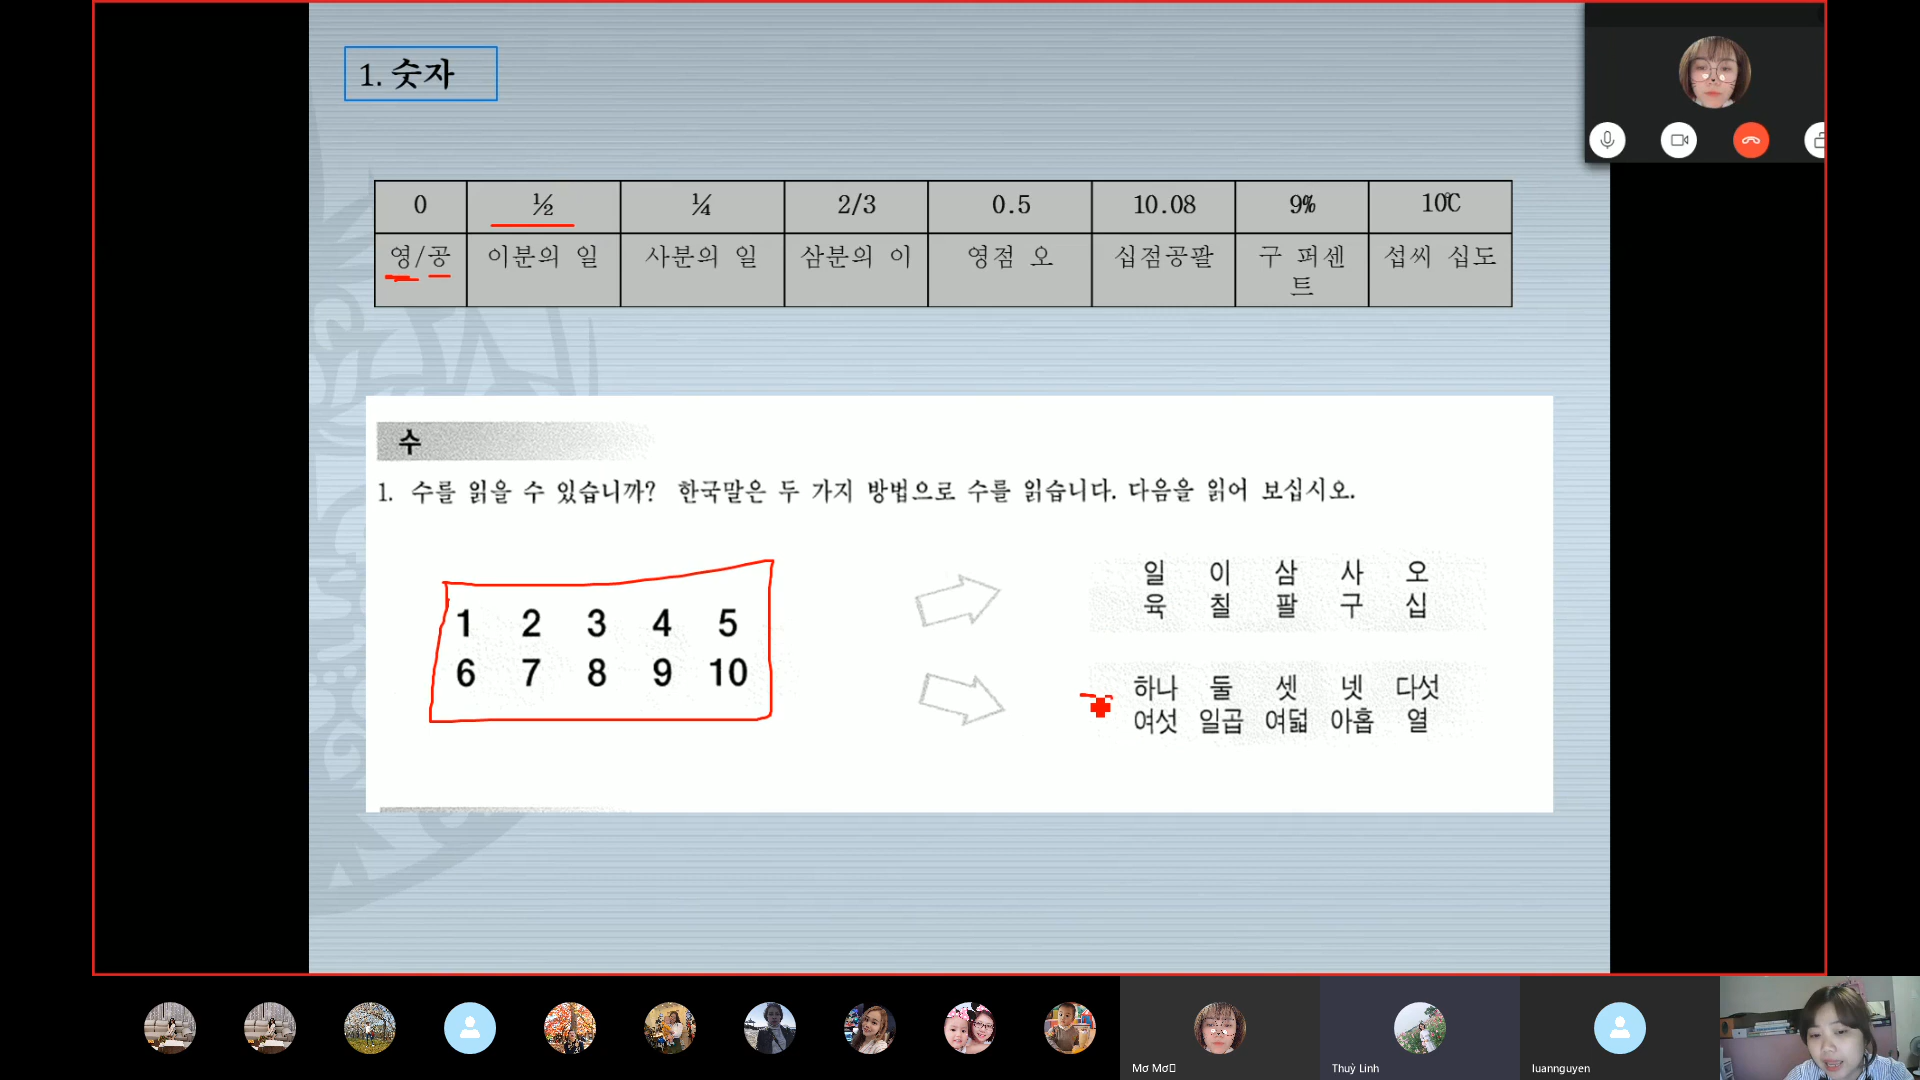 1. 숫자
0 ½ ¼ 2/3 0.5 10.08 9% 10℃
영/공 이분의 일 사분의 일 삼분의 이 영점 오 십점공팔 구 퍼센트 섭씨 십도
수
1. 수를 읽을 수 있습니까? 한국말은 두 가지 방법으로 수를 읽습니다. 다음을 읽어 보십시오.
1 2 3 4 5
6 7 8 9 10
일 이 삼 사 오
육 칠 팔 구 십
하나 둘 셋 넷 다섯
여섯 일곱 여덟 아홉 열
Mơ Mơ
Thuỳ Linh
luannguyen